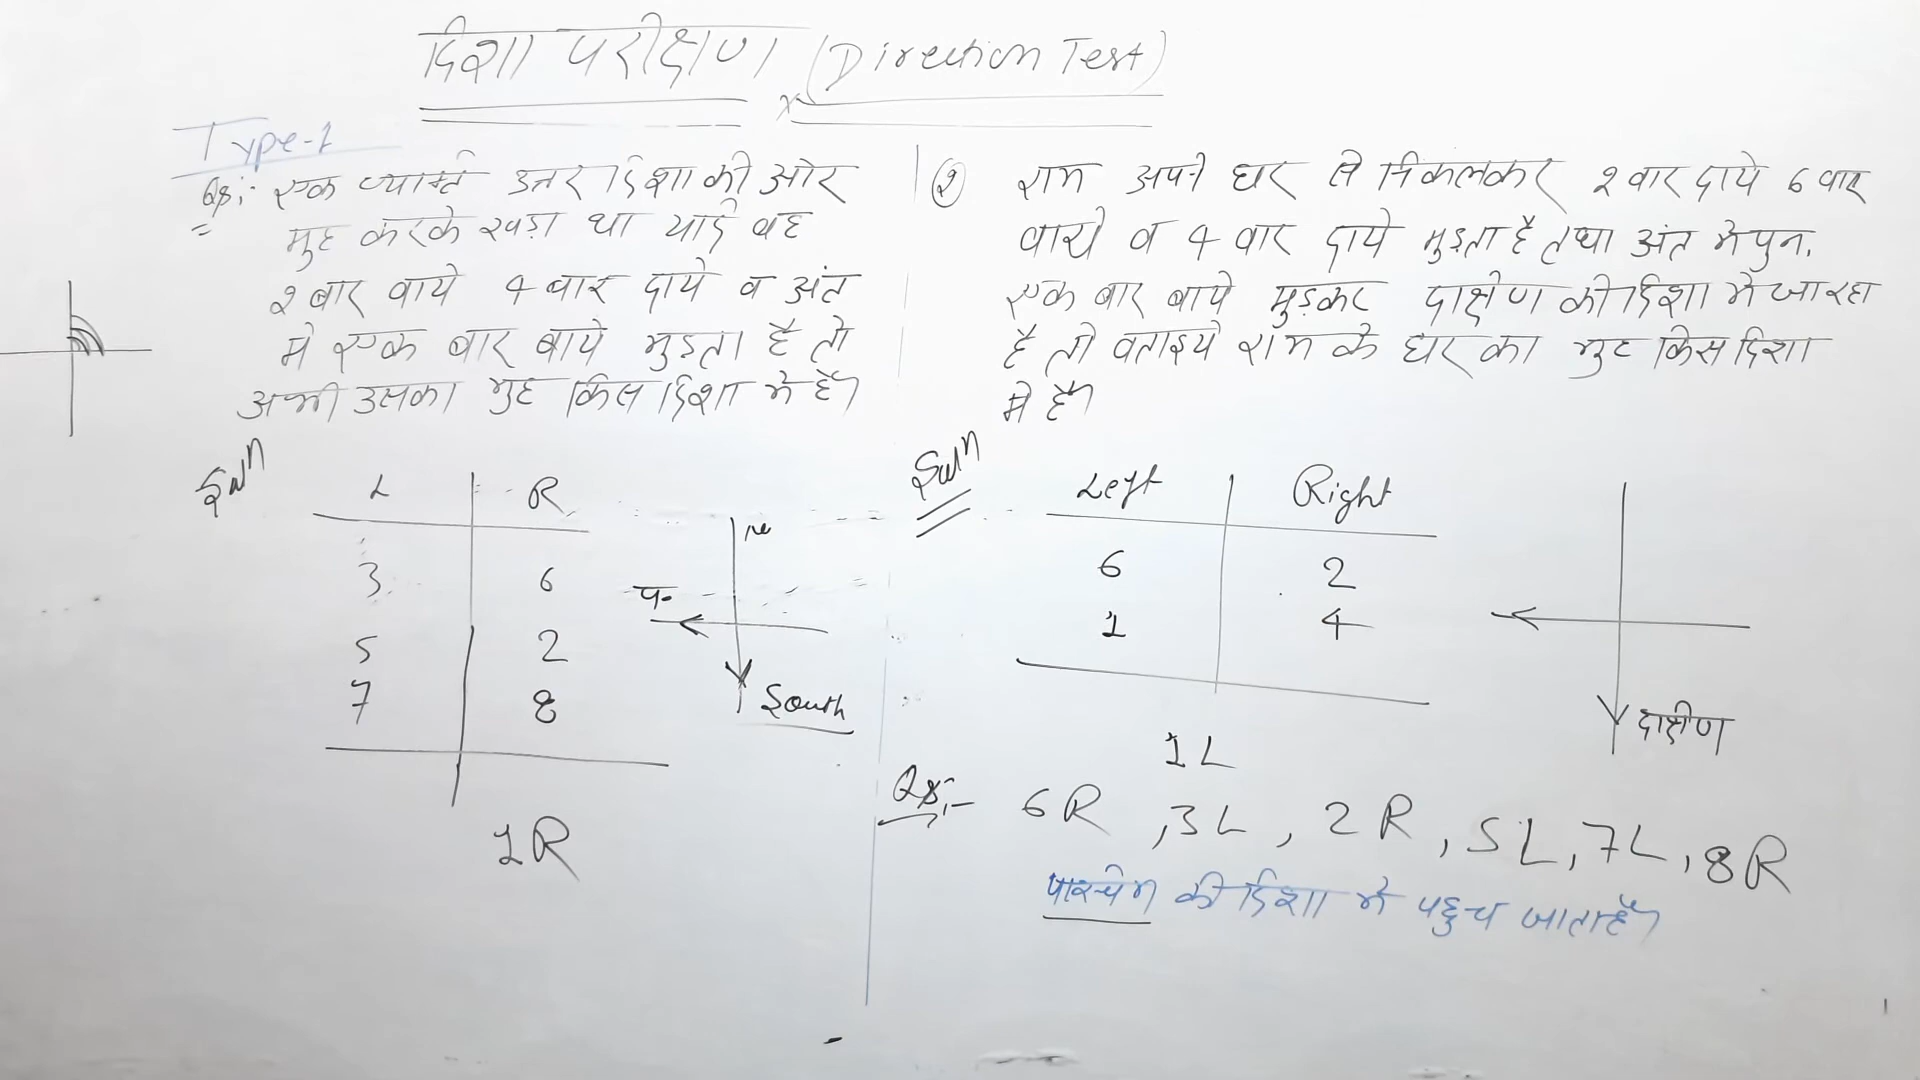 दिशा परीक्षण (Direction Test)
Type-1
Qs:- एक व्यक्ति उत्तर दिशा की ओर
मुह करके खड़ा था यदि वह
२ बार बाये 4 बार दाये व अंत
मे एक बार बाये मुड़ता है तो
अभी उसका मुह किस दिशा मे है?
Solⁿ
L R
3 6
5 2
7 8
1R
ne
प.
South
② राम अपने घर से निकलकर २ बार दाये 6 बार
बाये व 4 बार दाये मुड़ता है तथा अंत मे पुन.
एक बार बाये मुड़कर दक्षिण की दिशा मे जा रहा
है तो बताइये राम के घर का मुह किस दिशा
मे है?
Solⁿ
Left Right
6 2
1 4
1L
दक्षिण
Qs:- 6R, 3L, 2R, 5L, 7L, 8R
पश्चिम की दिशा मे पहुच जाता है?